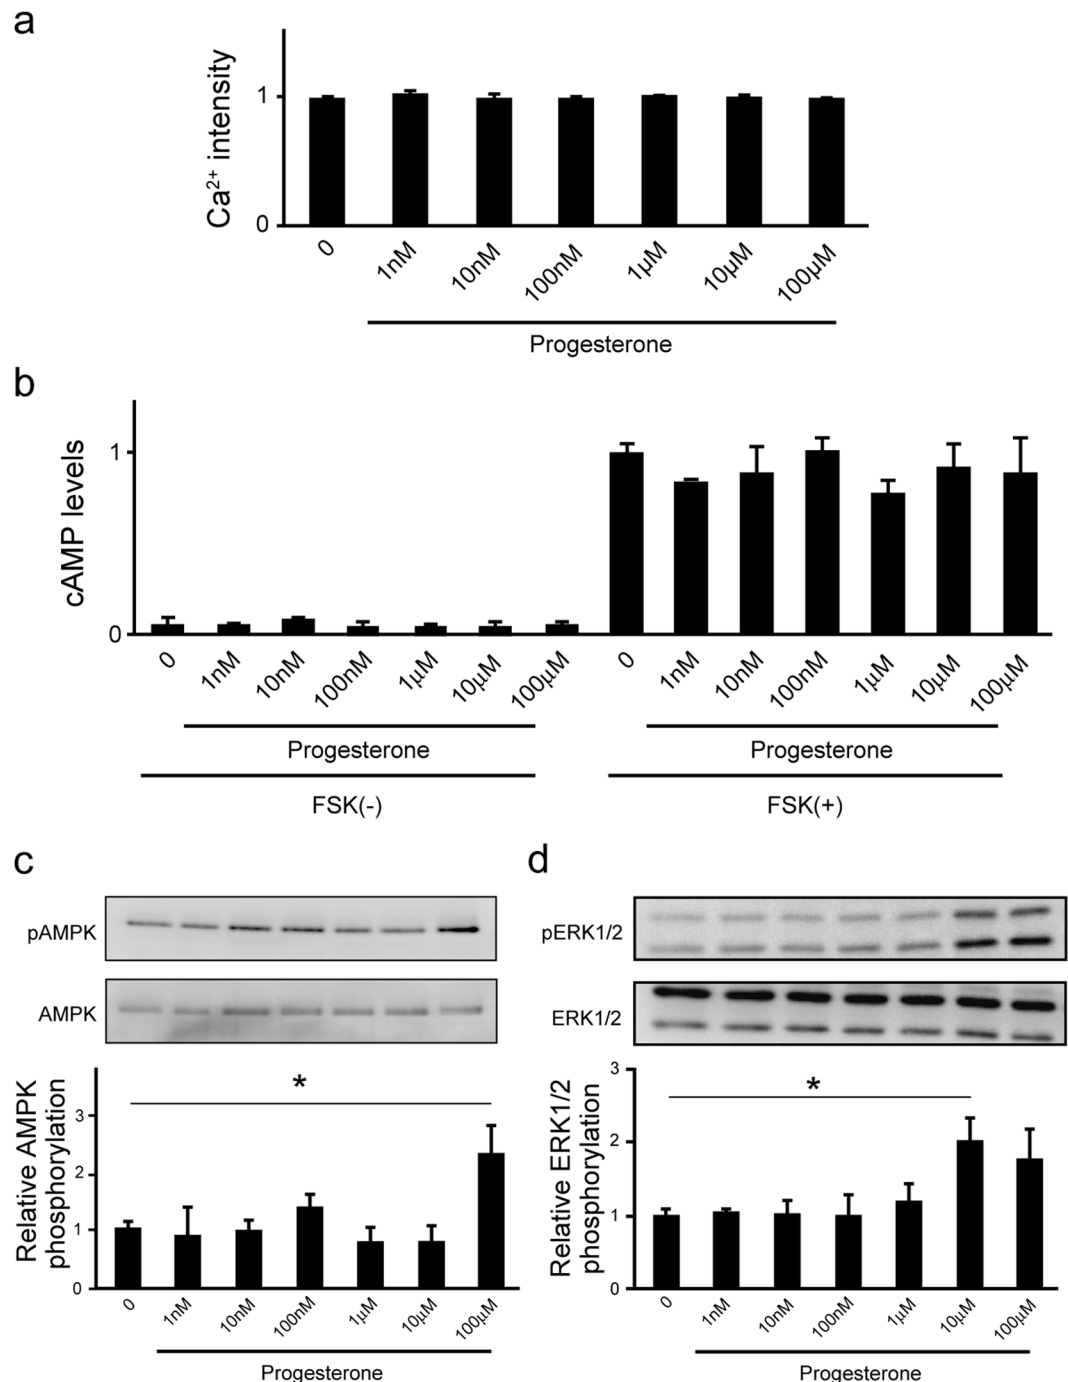 a
Ca²⁺ intensity
1
0
0 1nM 10nM 100nM 1μM 10μM 100μM
Progesterone
b
cAMP levels
1
0
0 1nM 10nM 100nM 1μM 10μM 100μM 0 1nM 10nM 100nM 1μM 10μM 100μM
Progesterone Progesterone
FSK(-) FSK(+)
c
pAMPK
AMPK
Relative AMPK
phosphorylation
*
3
2
1
0
0 1nM 10nM 100nM 1μM 10μM 100μM
Progesterone
d
pERK1/2
ERK1/2
Relative ERK1/2
phosphorylation
*
3
2
1
0
0 1nM 10nM 100nM 1μM 10μM 100μM
Progesterone